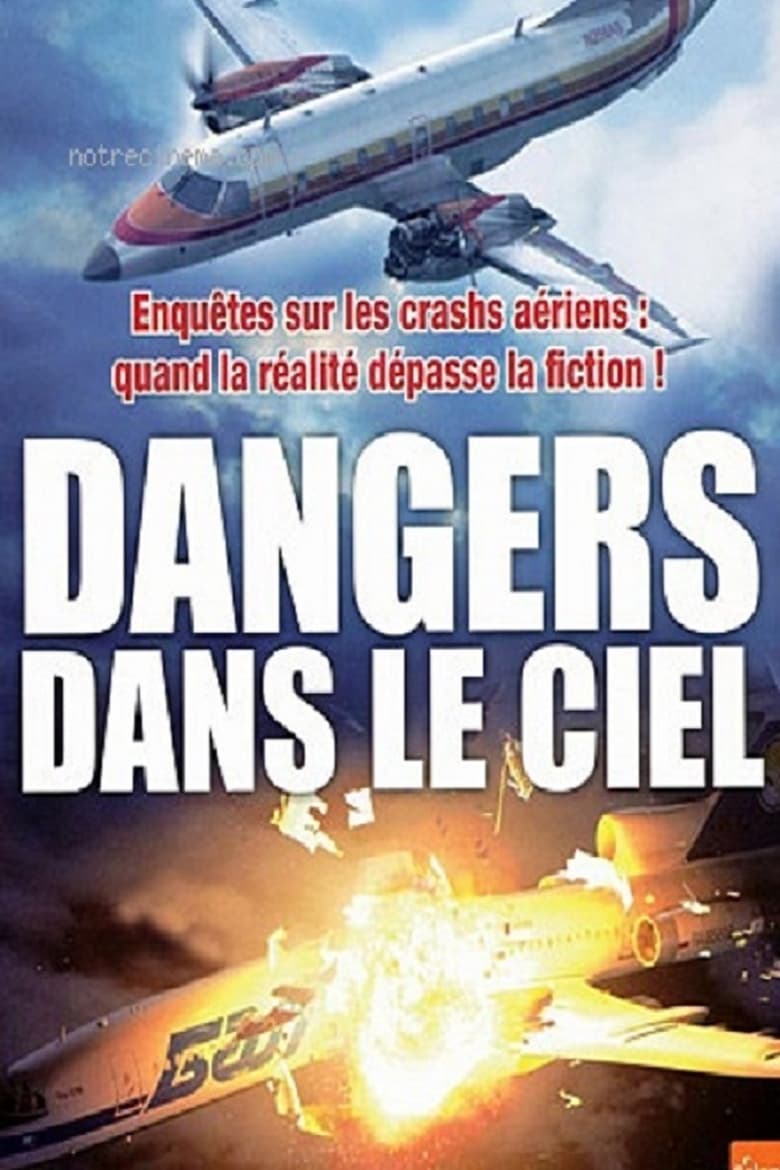 notrecinema.com
Enquêtes sur les crashs aériens :
quand la réalité dépasse la fiction !
DANGERS
DANS LE CIEL